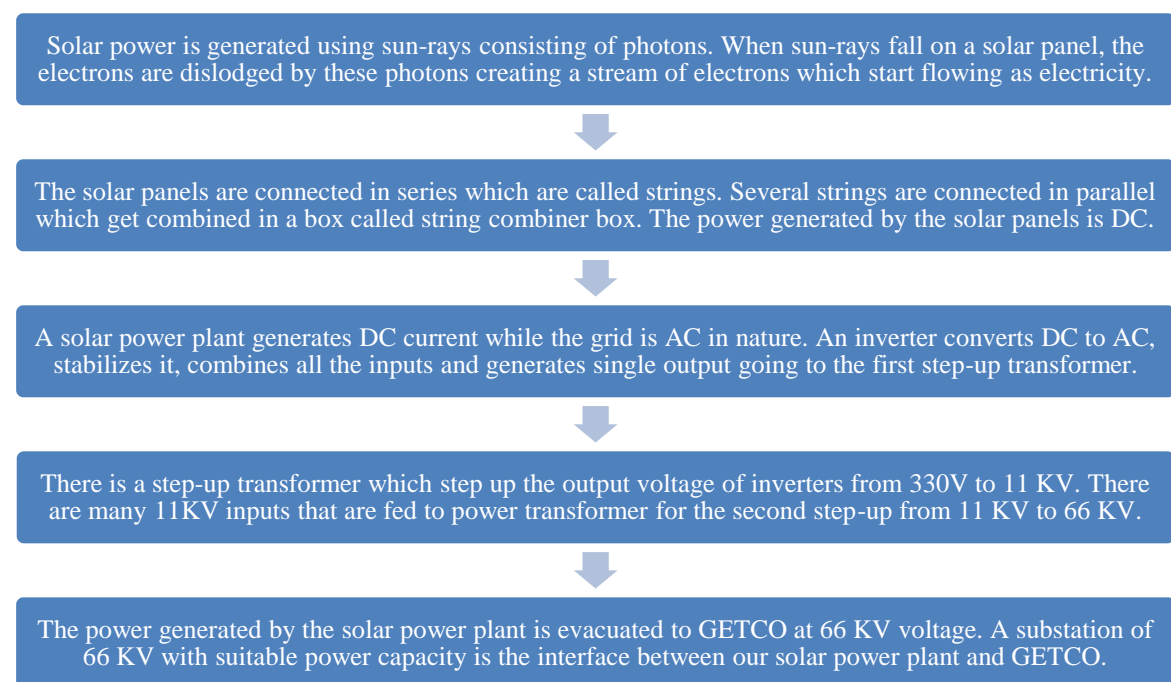 Solar power is generated using sun-rays consisting of photons. When sun-rays fall on a solar panel, the
electrons are dislodged by these photons creating a stream of electrons which start flowing as electricity.
The solar panels are connected in series which are called strings. Several strings are connected in parallel
which get combined in a box called string combiner box. The power generated by the solar panels is DC.
A solar power plant generates DC current while the grid is AC in nature. An inverter converts DC to AC,
stabilizes it, combines all the inputs and generates single output going to the first step-up transformer.
There is a step-up transformer which step up the output voltage of inverters from 330V to 11 KV. There
are many 11KV inputs that are fed to power transformer for the second step-up from 11 KV to 66 KV.
The power generated by the solar power plant is evacuated to GETCO at 66 KV voltage. A substation of
66 KV with suitable power capacity is the interface between our solar power plant and GETCO.